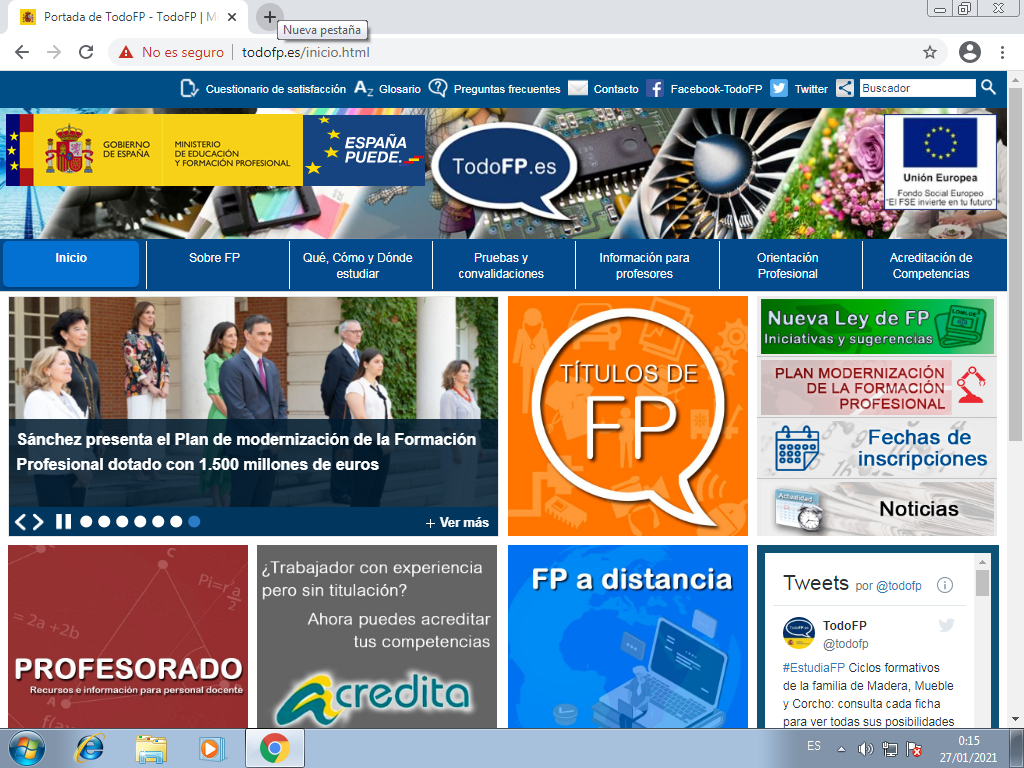 Portada de TodoFP - TodoFP | Mi
Nueva pestaña
No es seguro
todofp.es/inicio.html
Cuestionario de satisfacción
Glosario
Preguntas frecuentes
Contacto
Facebook-TodoFP
Twitter
Buscador
GOBIERNO
DE ESPAÑA
MINISTERIO
DE EDUCACIÓN
Y FORMACIÓN PROFESIONAL
ESPAÑA
PUEDE.
TodoFP.es
Unión Europea
Fondo Social Europeo
"El FSE invierte en tu futuro"
Inicio
Sobre FP
Qué, Cómo y Dónde
estudiar
Pruebas y
convalidaciones
Información para
profesores
Orientación
Profesional
Acreditación de
Competencias
Sánchez presenta el Plan de modernización de la Formación
Profesional dotado con 1.500 millones de euros
+ Ver más
TÍTULOS DE
FP
Nueva Ley de FP
Iniciativas y sugerencias
PLAN MODERNIZACIÓN
DE LA FORMACIÓN
PROFESIONAL
Fechas de
inscripciones
Actualidad
Noticias
PROFESORADO
Recursos e información para personal docente
¿Trabajador con experiencia
pero sin titulación?
Ahora puedes acreditar
tus competencias
Acredita
FP a distancia
Tweets por @todofp
TodoFP
@todofp
#EstudiaFP Ciclos formativos
de la familia de Madera, Mueble
y Corcho: consulta cada ficha
para ver todas sus posibilidades
ES
0:15
27/01/2021